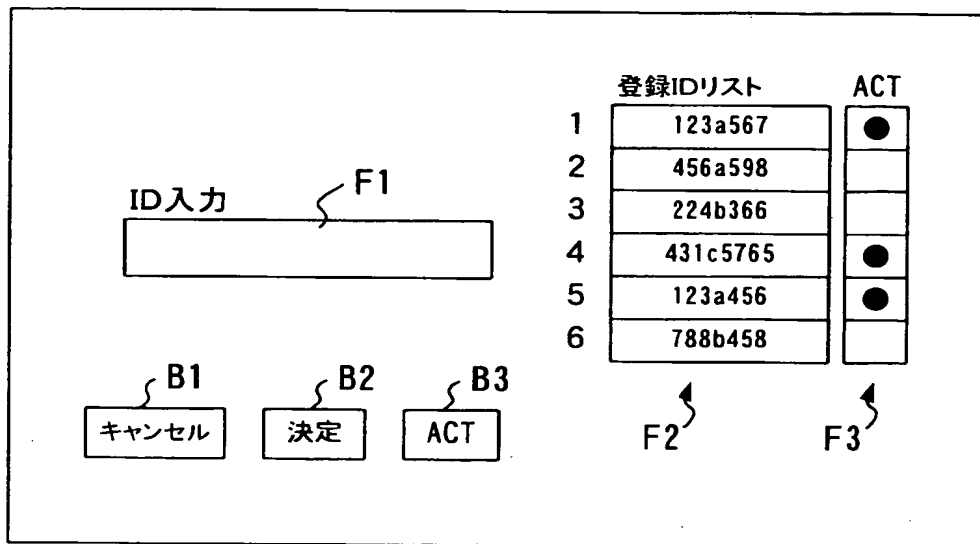 登録IDリスト ACT
1 123a567
2 456a598
3 224b366
4 431c5765
5 123a456
6 788b458
F2 F3
ID入力 F1
B1 B2 B3
キャンセル 決定 ACT